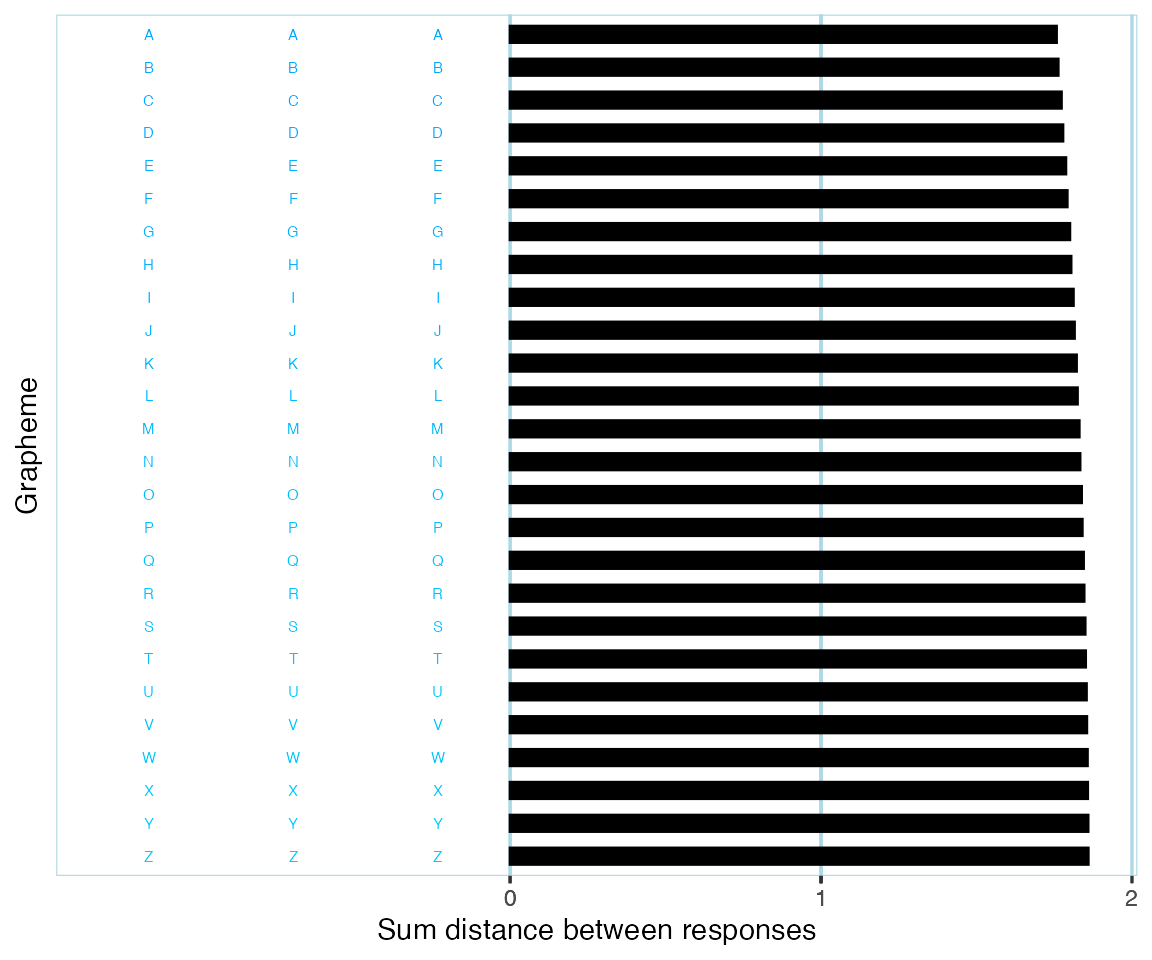 A A A
B B B
C C C
D D D
E E E
F F F
G G G
H H H
I I I
J J J
K K K
L L L
M M M
N N N
O O O
P P P
Q Q Q
R R R
S S S
T T T
U U U
V V V
W W W
X X X
Y Y Y
Z Z Z
Grapheme
0 1 2
Sum distance between responses